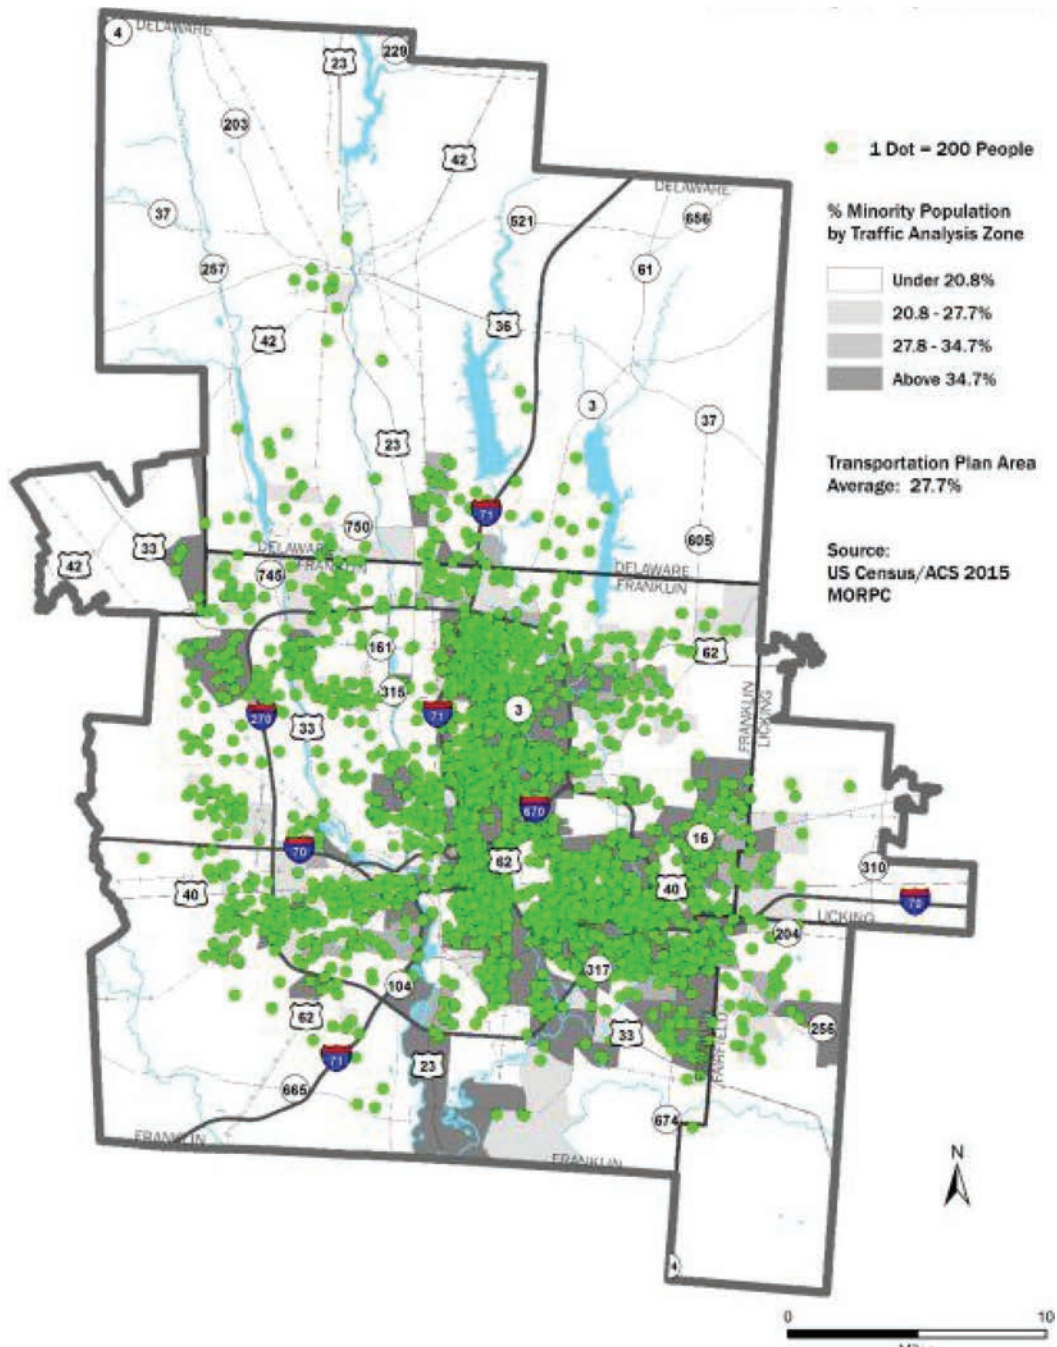 4
DELAWARE
229
23
203
42
1 Dot = 200 People
DELAWARE
% Minority Population
by Traffic Analysis Zone
37
521
656
257
61
Under 20.8%
20.8 - 27.7%
36
42
27.8 - 34.7%
Above 34.7%
3
37
23
Transportation Plan Area
Average: 27.7%
71
750
605
33
42
DELAWARE
FRANKLIN
745
DELAWARE
FRANKLIN
Source:
US Census/ACS 2015
MORPC
161
62
315
270
71
3
33
FRANKLIN
LICKING
670
16
70
62
310
40
40
70
LICKING
204
317
104
62
33
256
FAIRFIELD
71
23
665
674
FRANKLIN
FRANKLIN
N
4
0
10